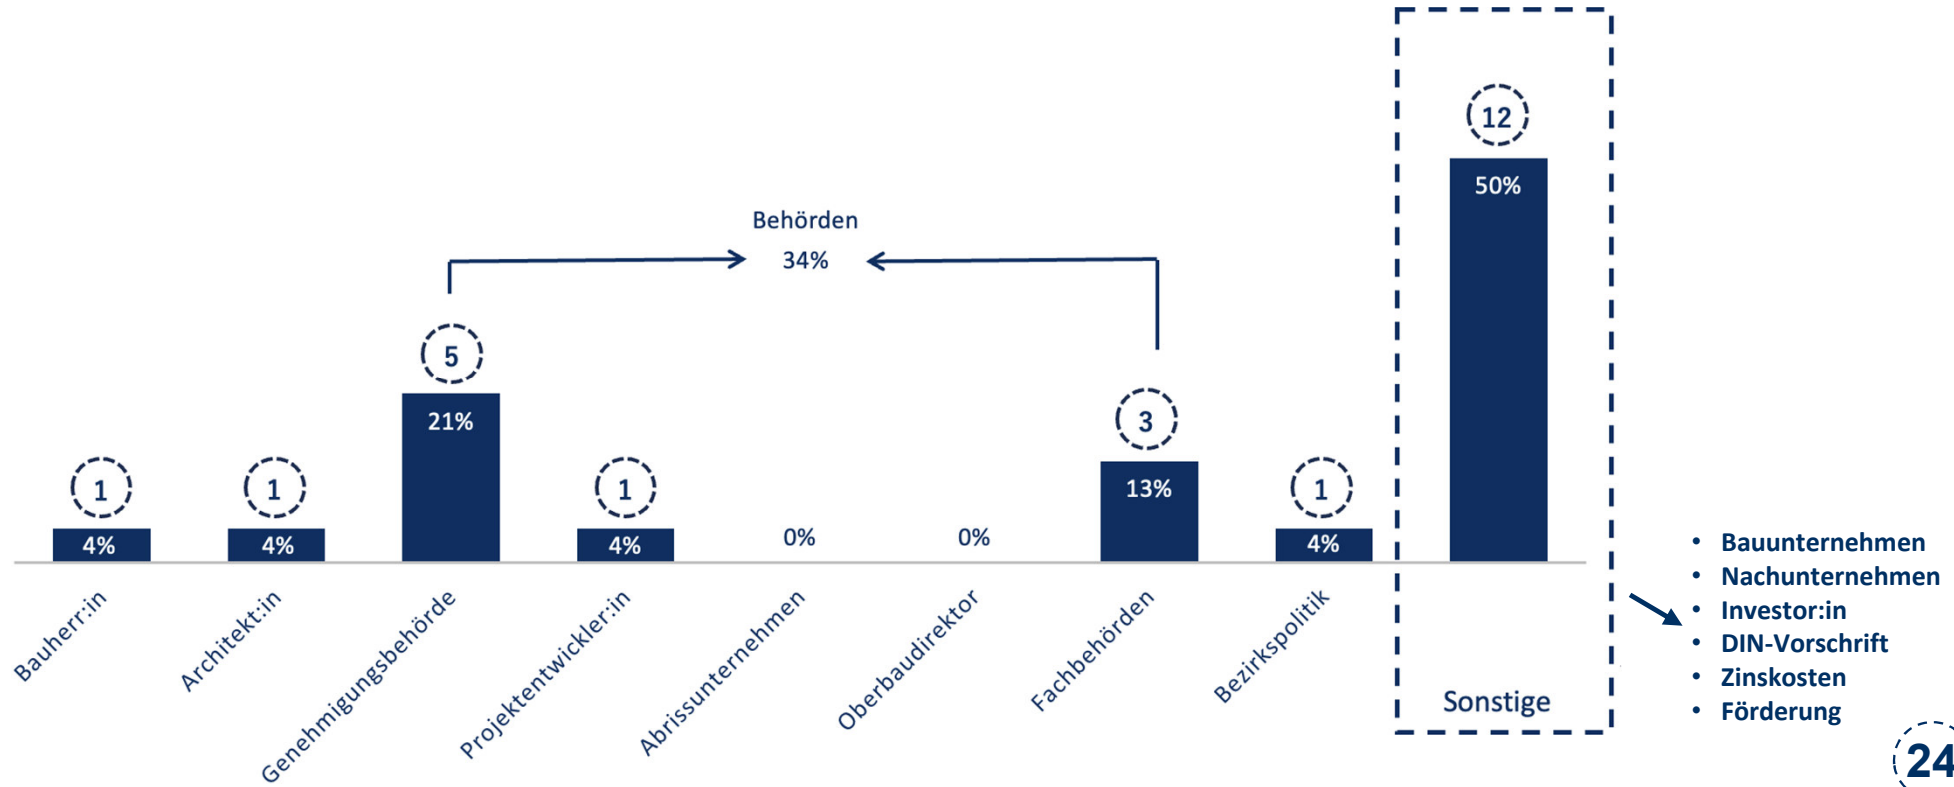 12
50%
Behörden
34%
5
21%
3
13%
1
4%
1
4%
1
4%
0%
0%
1
4%
Bauherr:in
Architekt:in
Genehmigungsbehörde
Projektentwickler:in
Abrissunternehmen
Oberbaudirektor
Fachbehörden
Bezirkspolitik
Sonstige
• Bauunternehmen
• Nachunternehmen
• Investor:in
• DIN-Vorschrift
• Zinskosten
• Förderung
24